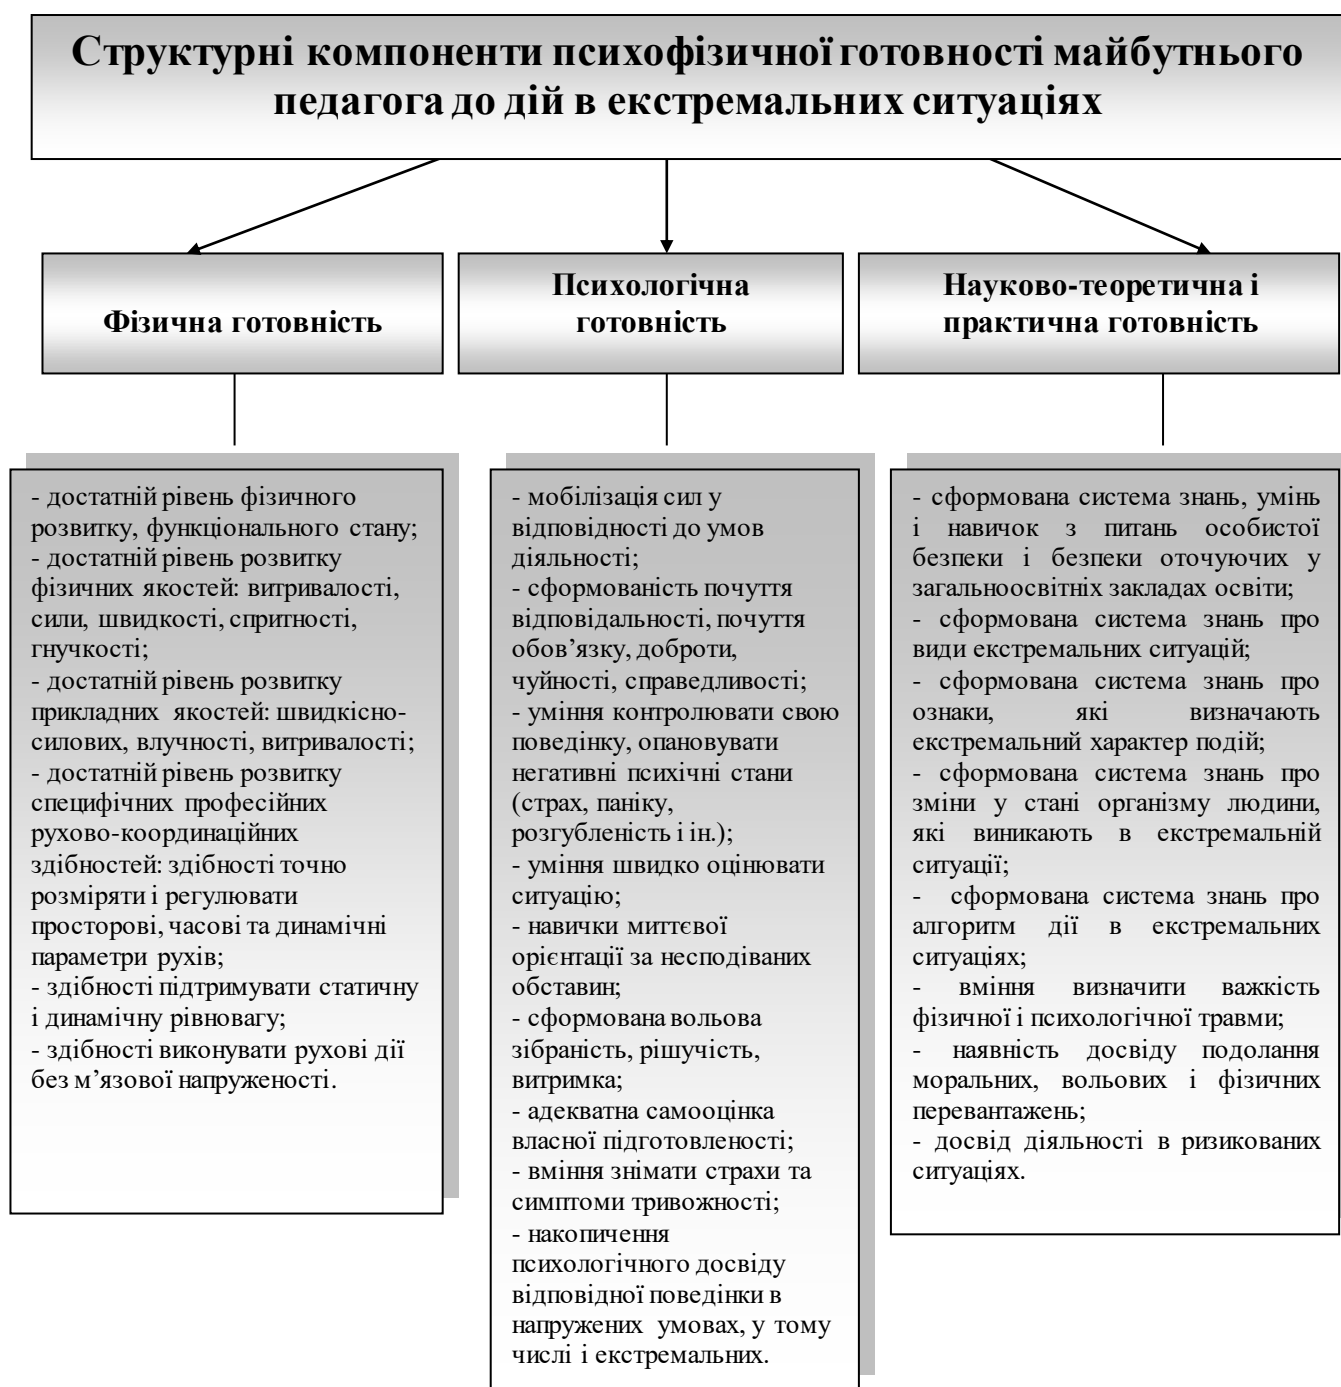 Структурні компоненти психофізичної готовності майбутнього
педагога до дій в екстремальних ситуаціях
Фізична готовність
Психологічна
готовність
Науково-теоретична і
практична готовність
- достатній рівень фізичного
розвитку, функціонального стану;
- достатній рівень розвитку
фізичних якостей: витривалості,
сили, швидкості, спритності,
гнучкості;
- достатній рівень розвитку
прикладних якостей: швидкісно-
силових, влучності, витривалості;
- достатній рівень розвитку
специфічних професійних
рухово-координаційних
здібностей: здібності точно
розміряти і регулювати
просторові, часові та динамічні
параметри рухів;
- здібності підтримувати статичну
і динамічну рівновагу;
- здібності виконувати рухові дії
без м’язової напруженості.
- мобілізація сил у
відповідності до умов
діяльності;
- сформованість почуття
відповідальності, почуття
обов’язку, доброти,
чуйності, справедливості;
- уміння контролювати свою
поведінку, опановувати
негативні психічні стани
(страх, паніку,
розгубленість і ін.);
- уміння швидко оцінювати
ситуацію;
- навички миттєвої
орієнтації за несподіваних
обставин;
- сформована вольова
зібраність, рішучість,
витримка;
- адекватна самооцінка
власної підготовленості;
- вміння знімати страхи та
симптоми тривожності;
- накопичення
психологічного досвіду
відповідної поведінки в
напружених умовах, у тому
числі і екстремальних.
- сформована система знань, умінь
і навичок з питань особистої
безпеки і безпеки оточуючих у
загальноосвітніх закладах освіти;
- сформована система знань про
види екстремальних ситуацій;
- сформована система знань про
ознаки, які визначають
екстремальний характер подій;
- сформована система знань про
зміни у стані організму людини,
які виникають в екстремальній
ситуації;
- сформована система знань про
алгоритм дії в екстремальних
ситуаціях;
- вміння визначити важкість
фізичної і психологічної травми;
- наявність досвіду подолання
моральних, вольових і фізичних
перевантажень;
- досвід діяльності в ризикованих
ситуаціях.